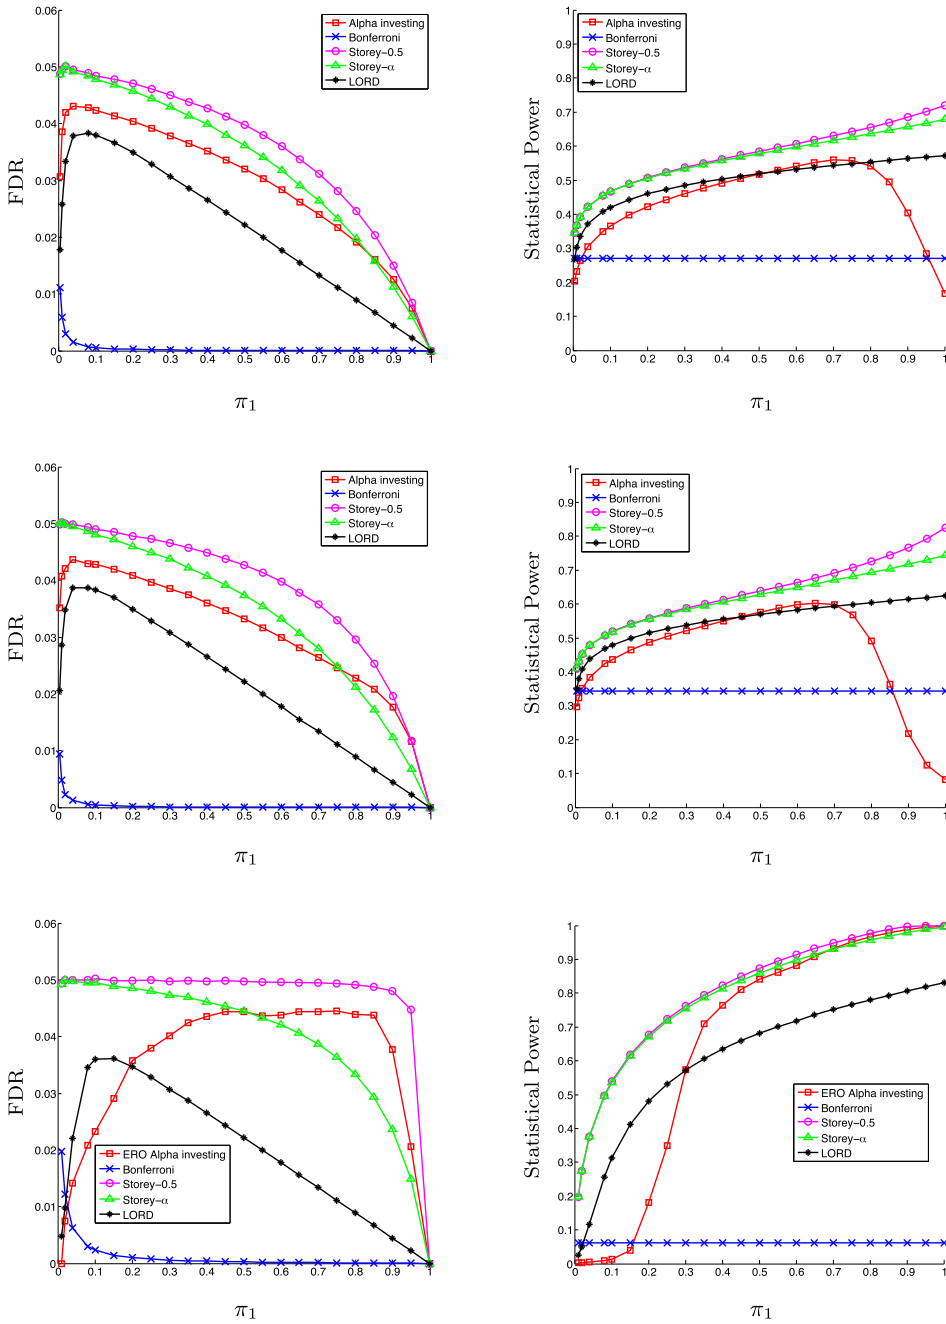 0.06
0.05
0.04
0.03
0.02
0.01
0
FDR
Alpha investing
Bonferroni
Storey−0.5
Storey−α
LORD
0 0.1 0.2 0.3 0.4 0.5 0.6 0.7 0.8 0.9 1
π1
1
0.9
0.8
0.7
0.6
0.5
0.4
0.3
0.2
0.1
0
Statistical Power
Alpha investing
Bonferroni
Storey−0.5
Storey−α
LORD
0 0.1 0.2 0.3 0.4 0.5 0.6 0.7 0.8 0.9 1
π1
0.06
0.05
0.04
0.03
0.02
0.01
0
FDR
Alpha investing
Bonferroni
Storey−0.5
Storey−α
LORD
0 0.1 0.2 0.3 0.4 0.5 0.6 0.7 0.8 0.9 1
π1
1
0.9
0.8
0.7
0.6
0.5
0.4
0.3
0.2
0.1
0
Statistical Power
Alpha investing
Bonferroni
Storey−0.5
Storey−α
LORD
0 0.1 0.2 0.3 0.4 0.5 0.6 0.7 0.8 0.9 1
π1
0.06
0.05
0.04
0.03
0.02
0.01
0
FDR
ERO Alpha investing
Bonferroni
Storey−0.5
Storey−α
LORD
0 0.1 0.2 0.3 0.4 0.5 0.6 0.7 0.8 0.9 1
π1
1
0.9
0.8
0.7
0.6
0.5
0.4
0.3
0.2
0.1
0
Statistical Power
ERO Alpha investing
Bonferroni
Storey−0.5
Storey−α
LORD
0 0.1 0.2 0.3 0.4 0.5 0.6 0.7 0.8 0.9 1
π1